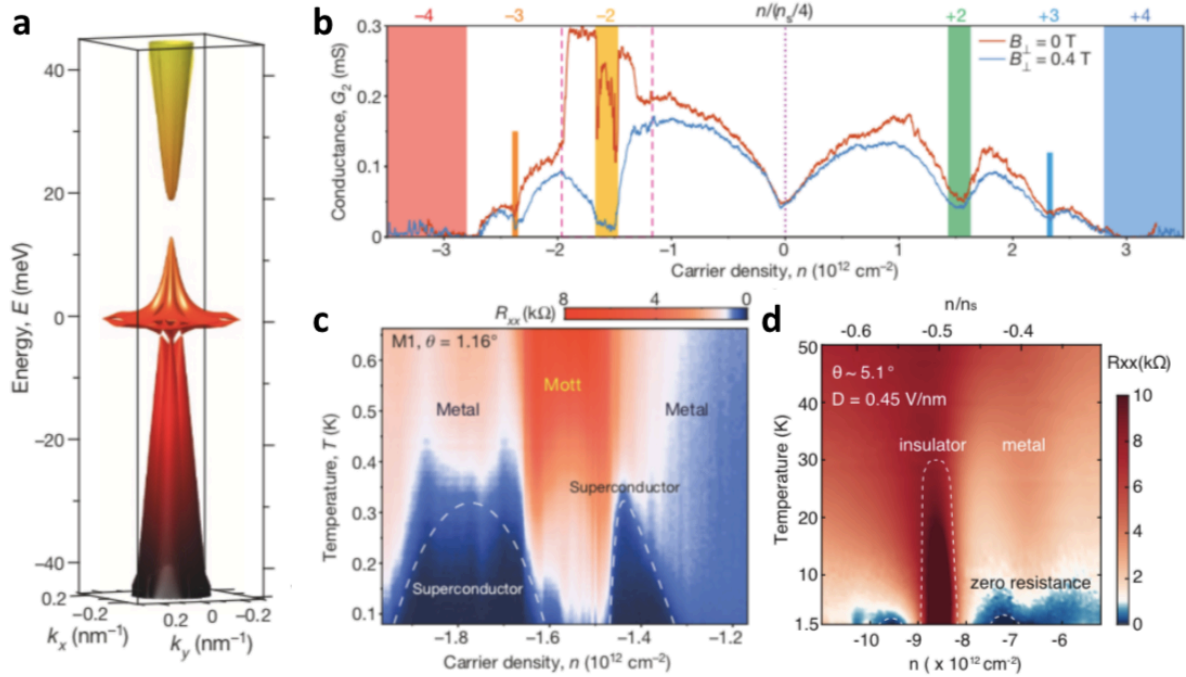 a
40
20
0
−20
−40
Energy, E (meV)
0.2
−0.2
0.2
0
−0.2
kx (nm⁻¹)
ky (nm⁻¹)
b
n/(ns/4)
−4
−3
−2
+2
+3
+4
0.3
0.2
0.1
0
Conductance, G2 (mS)
B⊥ = 0 T
B⊥ = 0.4 T
−3
−2
−1
0
1
2
3
Carrier density, n (10¹² cm⁻²)
c
Rxx (kΩ)
8
4
0
M1, θ = 1.16°
Mott
Metal
Metal
Superconductor
Superconductor
0.6
0.5
0.4
0.3
0.2
0.1
Temperature, T (K)
−1.8
−1.6
−1.4
−1.2
Carrier density, n (10¹² cm⁻²)
d
n/ns
-0.6
-0.5
-0.4
θ ~ 5.1°
D = 0.45 V/nm
insulator
metal
zero resistance
50
40
30
20
10
1.5
Temperature (K)
-10
-9
-8
-7
-6
n ( x 10¹² cm⁻²)
Rxx(kΩ)
10
8
6
4
2
0